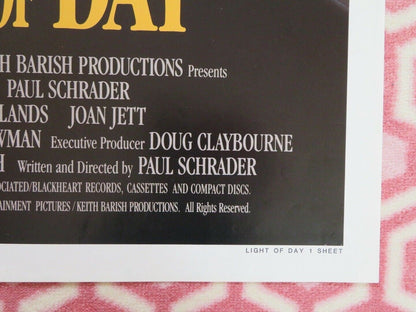 OF DAY
H BARISH PRODUCTIONS Presents
PAUL SCHRADER
LANDS JOAN JETT
WMAN Executive Producer DOUG CLAYBOURNE
H Written and Directed by PAUL SCHRADER
OCIATED/BLACKHEART RECORDS, CASSETTES AND COMPACT DISCS.
TAINMENT PICTURES / KEITH BARISH PRODUCTIONS. All Rights Reserved.
LIGHT OF DAY 1 SHEET